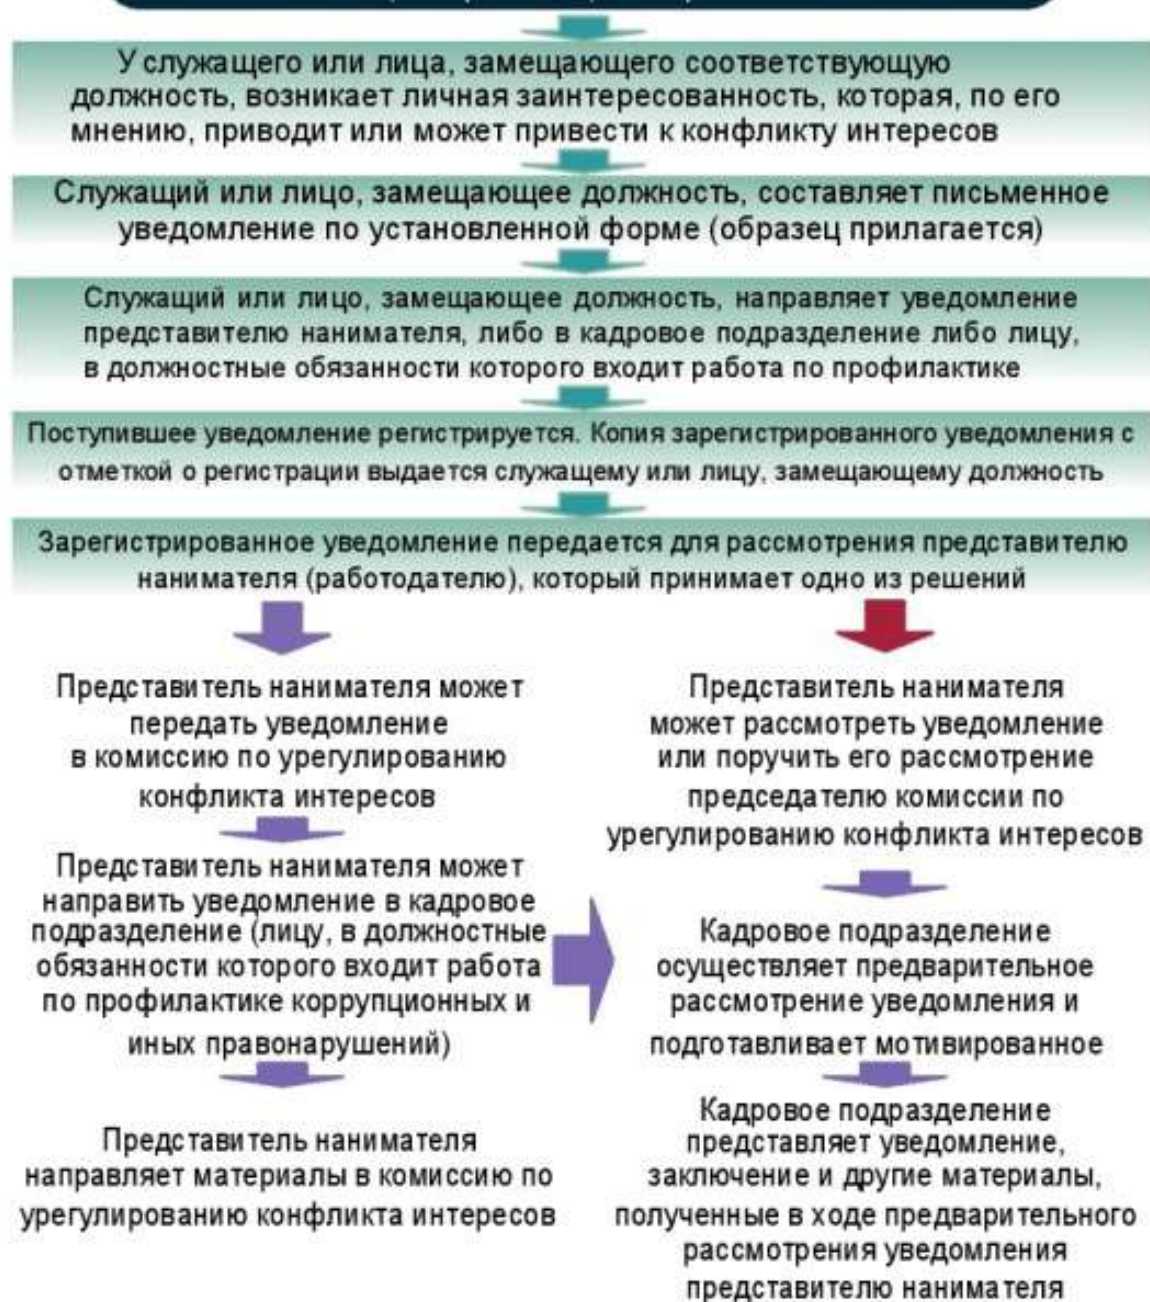 У служащего или лица, замещающего соответствующую
должность, возникает личная заинтересованность, которая, по его
мнению, приводит или может привести к конфликту интересов
Служащий или лицо, замещающее должность, составляет письменное
уведомление по установленной форме (образец прилагается)
Служащий или лицо, замещающее должность, направляет уведомление
представителю нанимателя, либо в кадровое подразделение либо лицу,
в должностные обязанности которого входит работа по профилактике
Поступившее уведомление регистрируется. Копия зарегистрированного уведомления с
отметкой о регистрации выдается служащему или лицу, замещающему должность
Зарегистрированное уведомление передается для рассмотрения представителю
нанимателя (работодателю), который принимает одно из решений
Представитель нанимателя может
передать уведомление
в комиссию по урегулированию
конфликта интересов
Представитель нанимателя может
направить уведомление в кадровое
подразделение (лицу, в должностные
обязанности которого входит работа
по профилактике коррупционных и
иных правонарушений)
Представитель нанимателя
направляет материалы в комиссию по
урегулированию конфликта интересов
Представитель нанимателя
может рассмотреть уведомление
или поручить его рассмотрение
председателю комиссии по
урегулированию конфликта интересов
Кадровое подразделение
осуществляет предварительное
рассмотрение уведомления и
подготавливает мотивированное
Кадровое подразделение
представляет уведомление,
заключение и другие материалы,
полученные в ходе предварительного
рассмотрения уведомления
представителю нанимателя